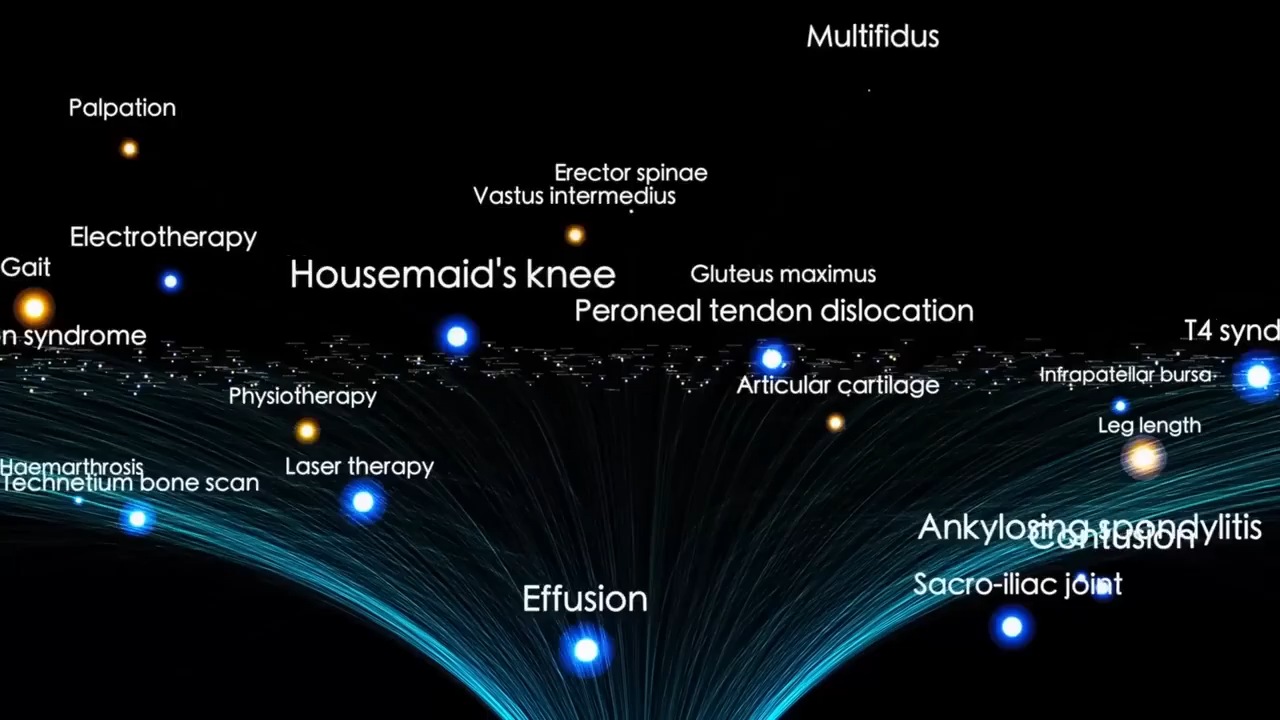 Multifidus
Palpation
Erector spinae
Vastus intermedius
Electrotherapy
Gait
Housemaid's knee
Gluteus maximus
Peroneal tendon dislocation
n syndrome
T4 synd
Infrapatellar bursa
Articular cartilage
Physiotherapy
Leg length
Haemarthrosis
Laser therapy
Technetium bone scan
Ankylosing spondylitis
Contusion
Sacro-iliac joint
Effusion